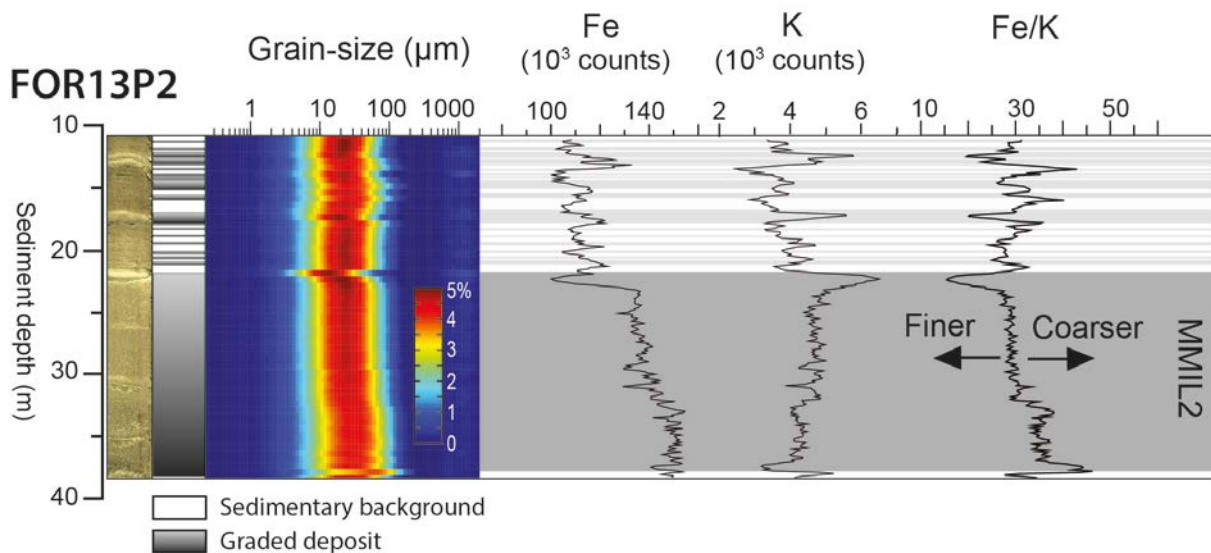 Fe K Fe/K
Grain-size (µm) (10³ counts) (10³ counts)
FOR13P2
1 10 100 1000 100 140 2 4 6 10 30 50
10
20
30
40
Sediment depth (m)
5%
4
3
2
1
0
Finer Coarser
MMIL2
Sedimentary background
Graded deposit